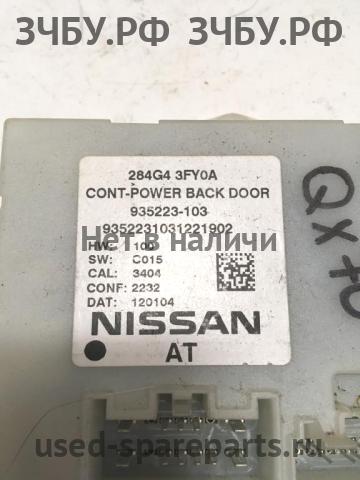 ЗЧБУ.РФ ЗЧБУ.РФ
284G4 3FY0A
CONT-POWER BACK DOOR
935223-103
9352231031221902
Нет в наличии
HW: 100
SW: C015
CAL: 3404
CONF: 2232
DAT: 120104
NISSAN
AT
QX70
used-spareparts.ru